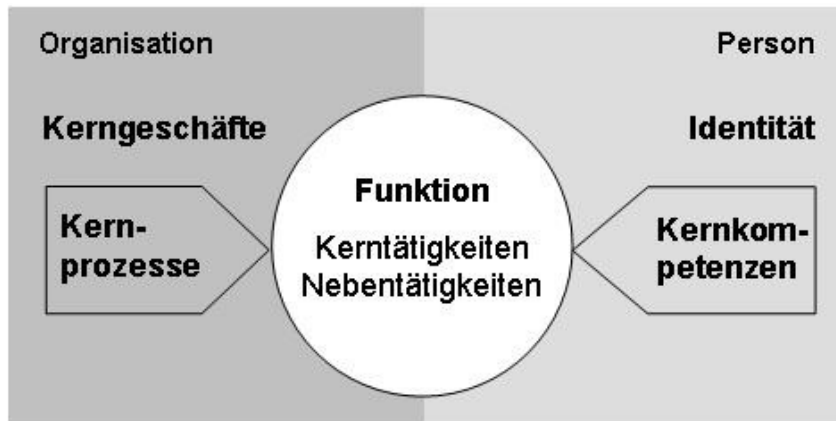 Organisation
Person
Kerngeschäfte
Identität
Funktion
Kerntätigkeiten
Nebentätigkeiten
Kern-
prozesse
Kernkom-
petenzen